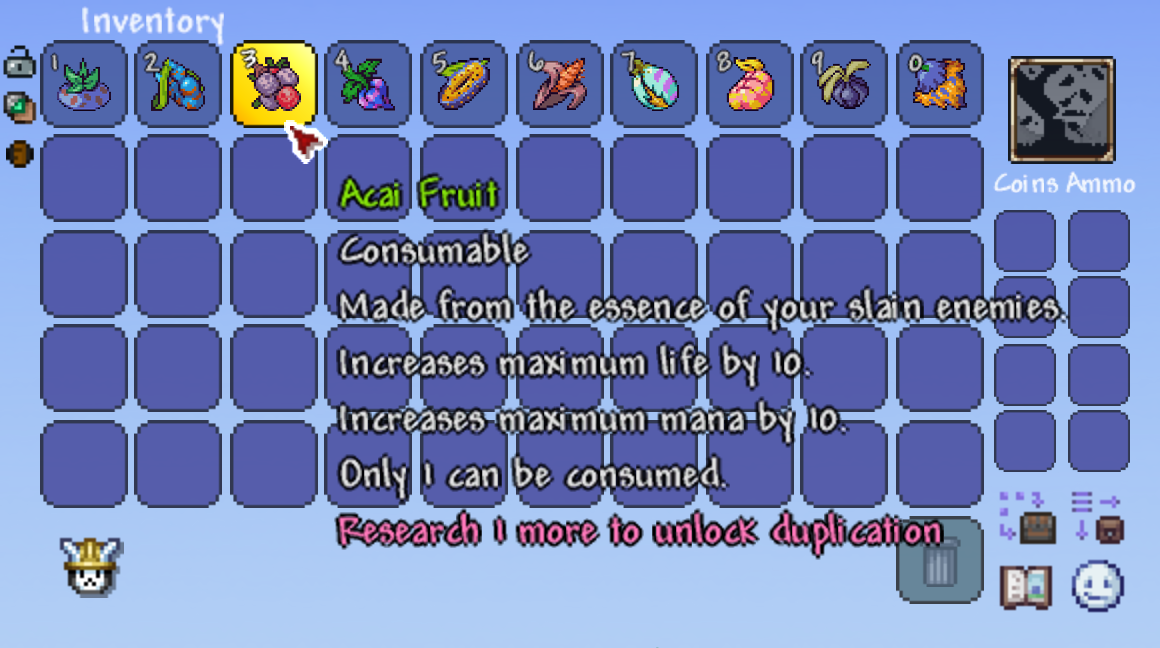 Inventory
1 2 3 4 5 6 7 8 9 0
Coins Ammo
Acai Fruit
Consumable
Made from the essence of your slain enemies.
Increases maximum life by 10.
Increases maximum mana by 10.
Only 1 can be consumed.
Research 1 more to unlock duplication